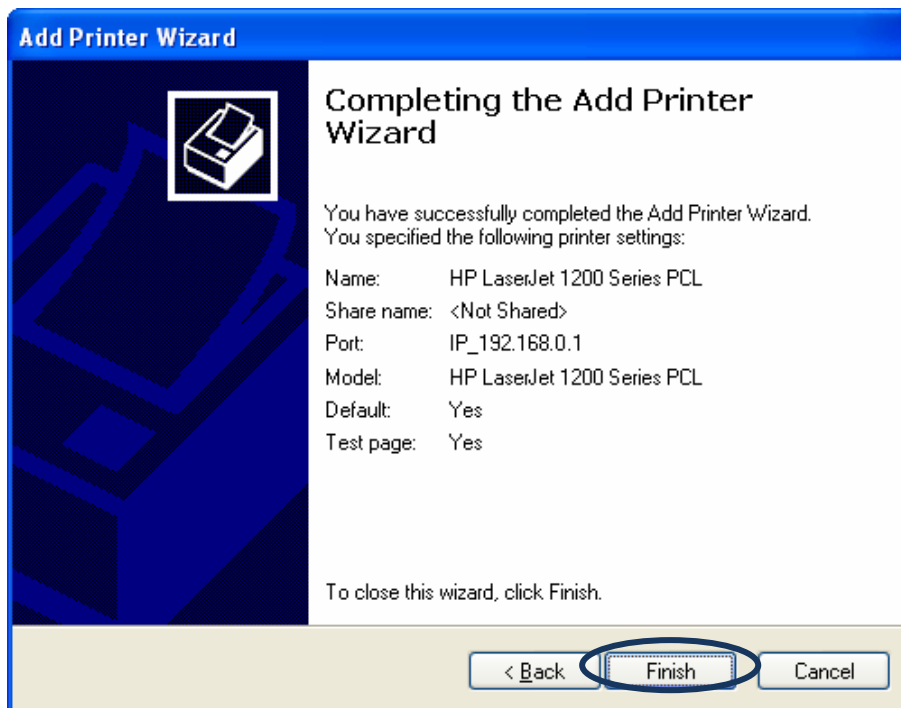 Add Printer Wizard
Completing the Add Printer
Wizard
You have successfully completed the Add Printer Wizard.
You specified the following printer settings:
Name: HP LaserJet 1200 Series PCL
Share name: <Not Shared>
Port: IP_192.168.0.1
Model: HP LaserJet 1200 Series PCL
Default: Yes
Test page: Yes
To close this wizard, click Finish.
< Back Finish Cancel